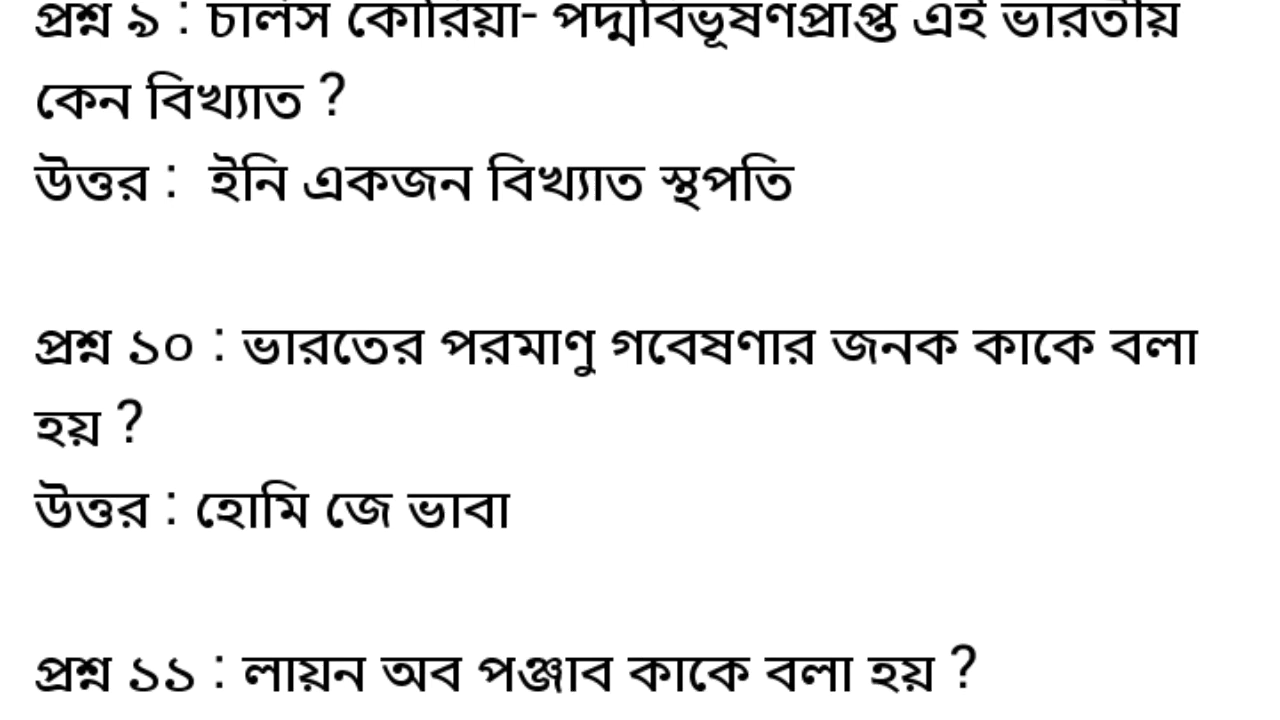 প্রশ্ন ৯ : চার্লস কোরিয়া- পদ্মবিভূষণপ্রাপ্ত এই ভারতীয়
কেন বিখ্যাত ?
উত্তর : ইনি একজন বিখ্যাত স্থপতি
প্রশ্ন ১০ : ভারতের পরমাণু গবেষণার জনক কাকে বলা
হয় ?
উত্তর : হোমি জে ভাবা
প্রশ্ন ১১ : লায়ন অব পঞ্জাব কাকে বলা হয় ?